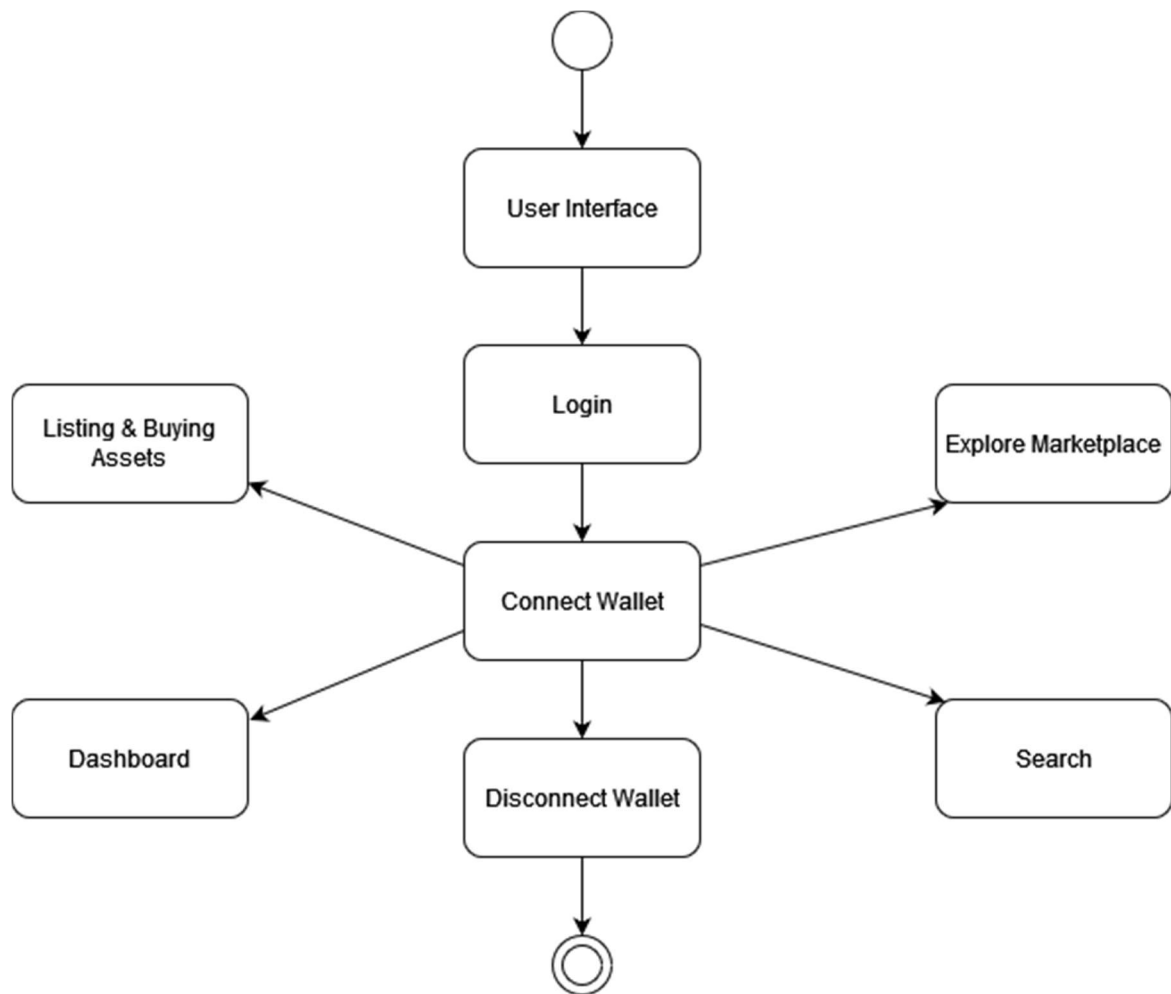 User Interface
Login
Listing & Buying
Assets
Explore Marketplace
Connect Wallet
Dashboard
Search
Disconnect Wallet